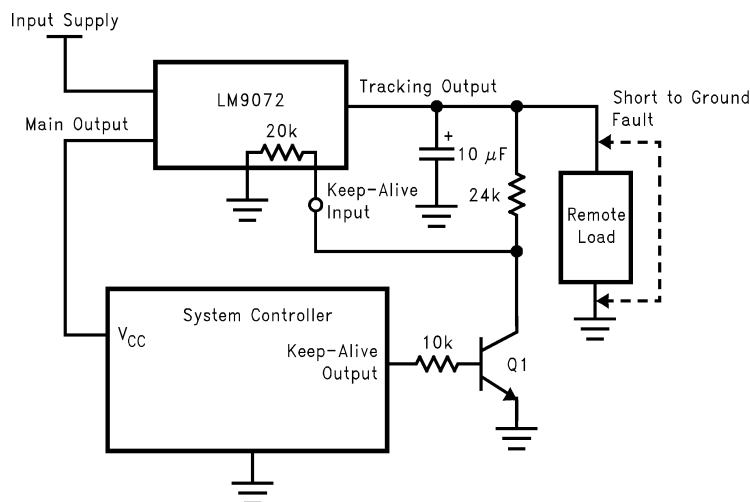 Input Supply
LM9072
Tracking Output
Short to Ground
Fault
Main Output
20k
+
10 μF
Keep-Alive
Input
24k
Remote
Load
System Controller
VCC
Keep-Alive
Output
10k
Q1